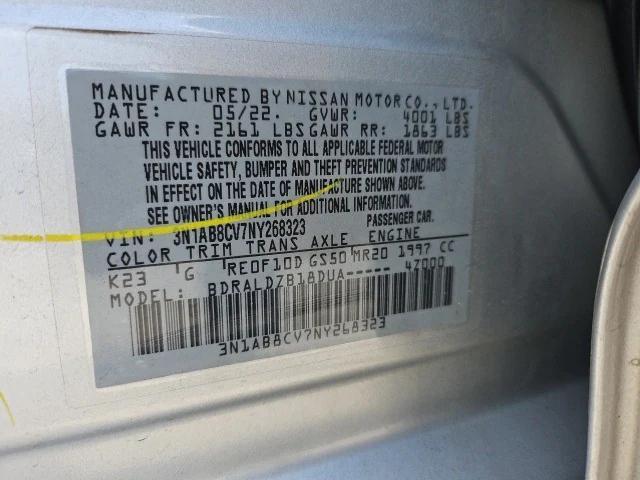 MANUFACTURED BY NISSAN MOTOR CO., LTD.
DATE: 05/22. GVWR: 4001 LBS
GAWR FR: 2161 LBS GAWR RR: 1863 LBS
THIS VEHICLE CONFORMS TO ALL APPLICABLE FEDERAL MOTOR
VEHICLE SAFETY, BUMPER AND THEFT PREVENTION STANDARDS
IN EFFECT ON THE DATE OF MANUFACTURE SHOWN ABOVE.
SEE OWNER'S MANUAL FOR ADDITIONAL INFORMATION.
VIN: 3N1AB8CV7NY268323 PASSENGER CAR.
COLOR TRIM TRANS AXLE ENGINE
K23 G RE0F10D GS50 MR20 1997 CC
MODEL: BDRALDZB18DUA----- 47000
3N1AB8CV7NY268323